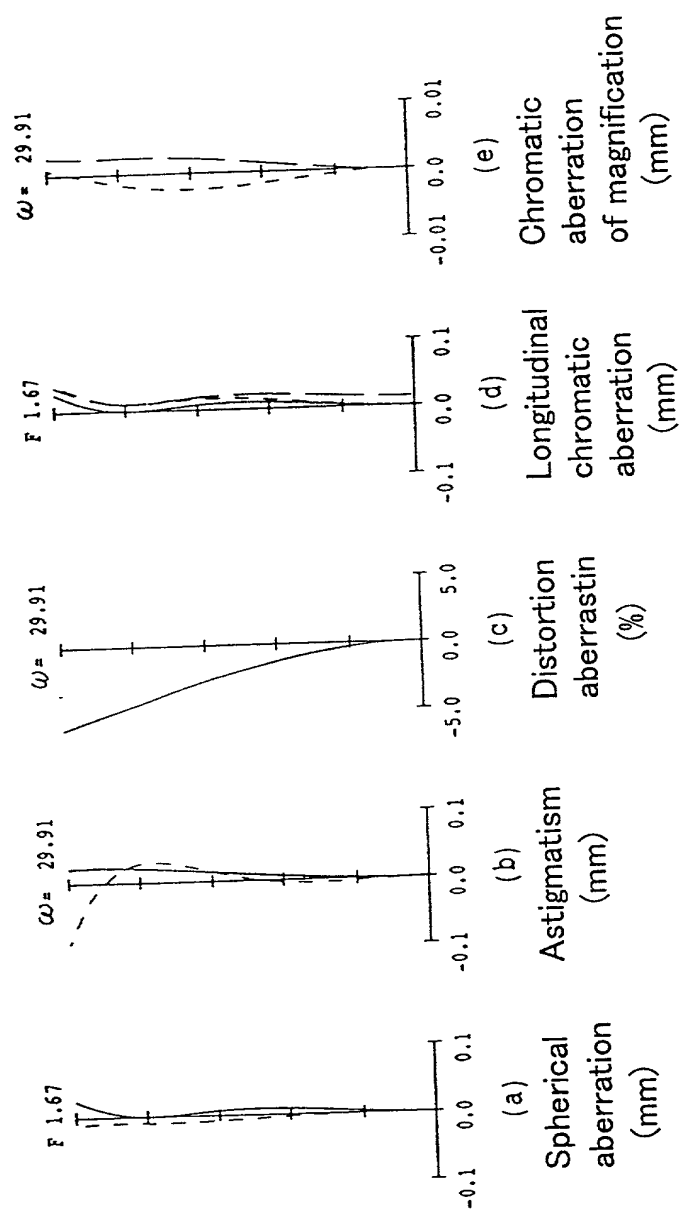 F 1.67
-0.1 0.0 0.1
(a)
Spherical
aberration
(mm)
ω= 29.91
-0.1 0.0 0.1
(b)
Astigmatism
(mm)
ω= 29.91
-5.0 0.0 5.0
(c)
Distortion
aberrastin
(%)
F 1.67
-0.1 0.0 0.1
(d)
Longitudinal
chromatic
aberration
(mm)
ω= 29.91
-0.01 0.0 0.01
(e)
Chromatic
aberration
of magnification
(mm)